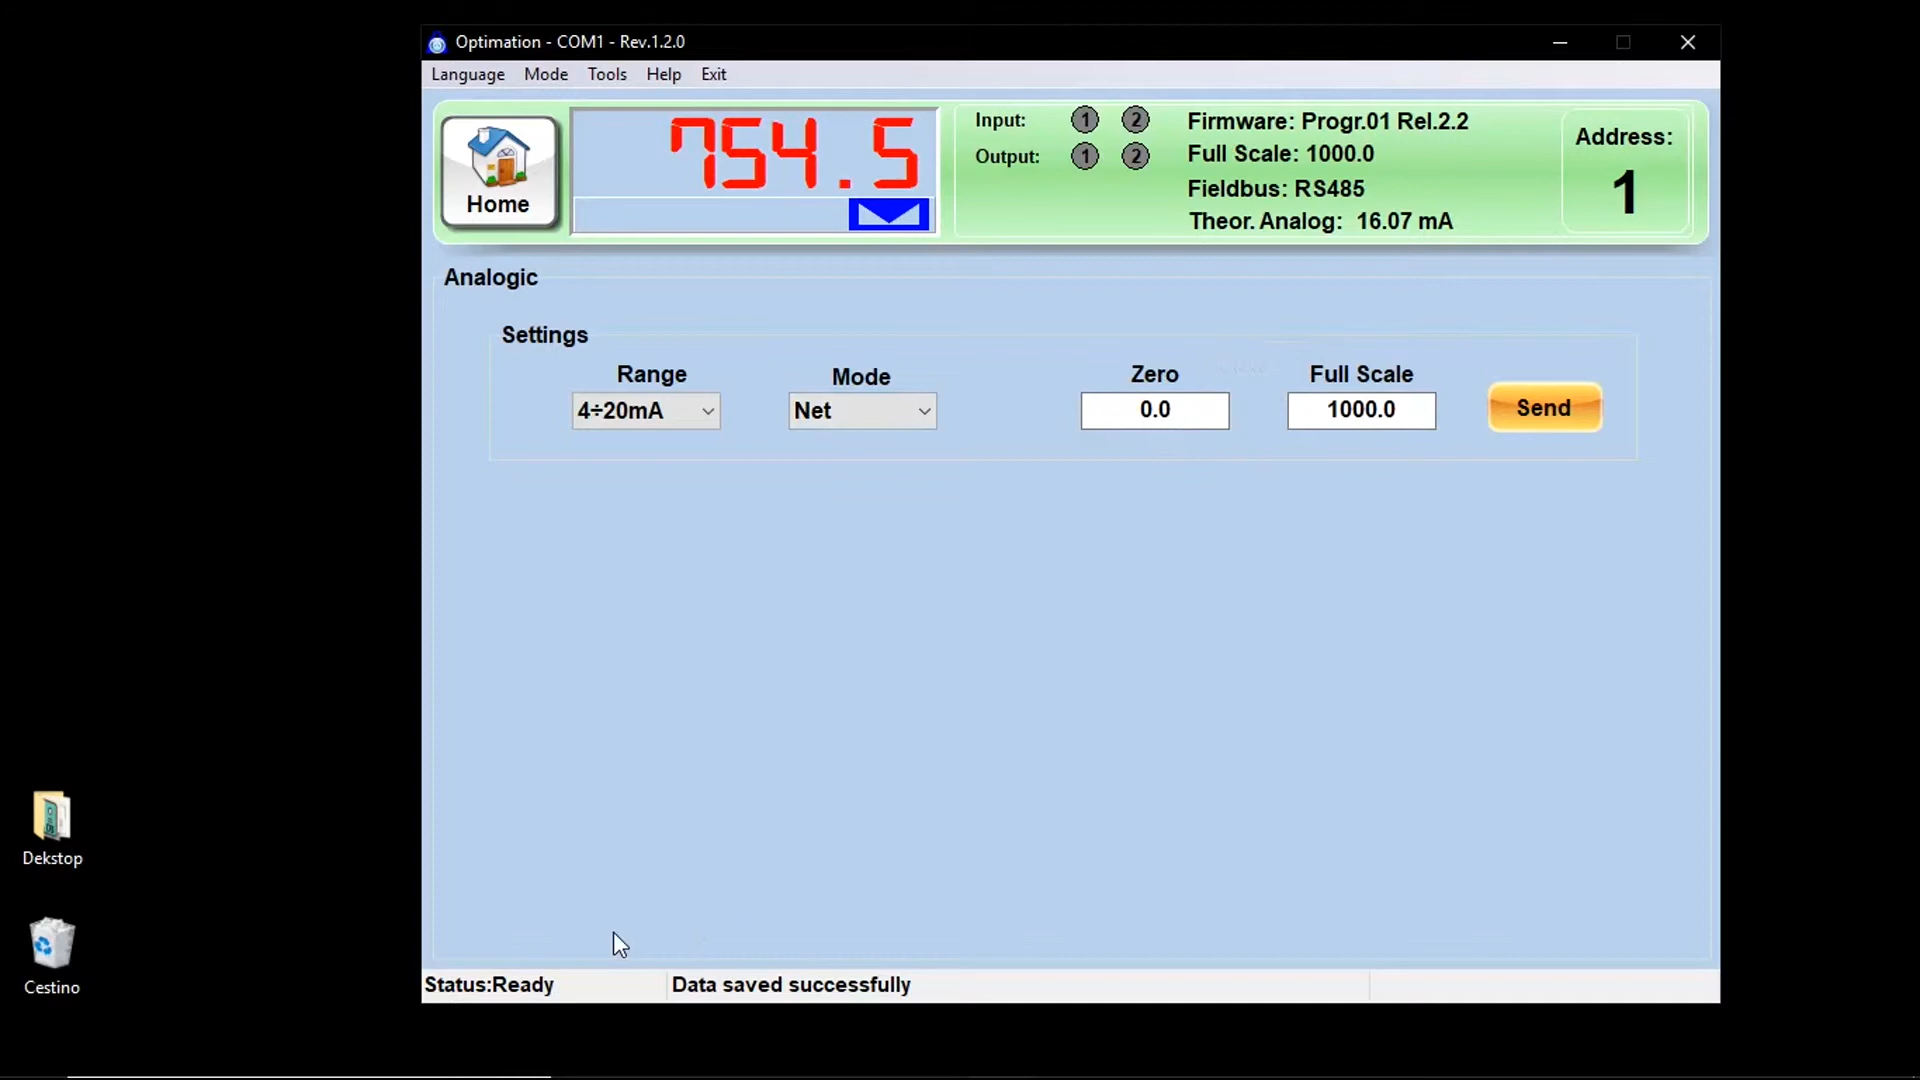 Optimation - COM1 - Rev.1.2.0
Language Mode Tools Help Exit
Home
754.5
Input: 1 2
Output: 1 2
Firmware: Progr.01 Rel.2.2
Full Scale: 1000.0
Fieldbus: RS485
Theor. Analog: 16.07 mA
Address:
1
Analogic
Settings
Range Mode Zero Full Scale
4÷20mA Net 0.0 1000.0 Send
Dekstop
Cestino
Status:Ready Data saved successfully